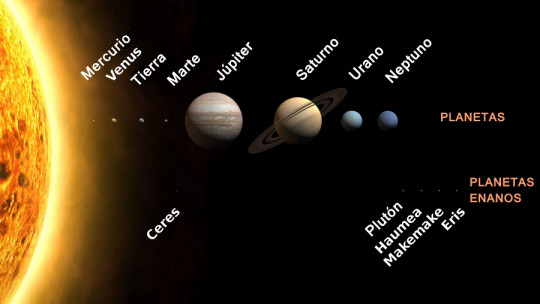 Mercurio
Venus
Tierra
Marte
Júpiter
Saturno
Urano
Neptuno
PLANETAS
Ceres
Plutón
Haumea
Makemake
Eris
PLANETAS
ENANOS